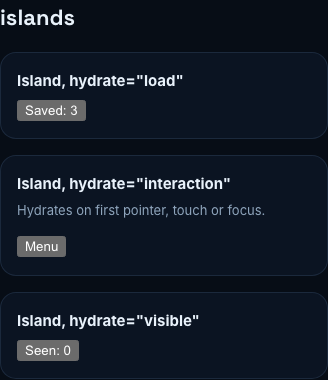 islands
Island, hydrate="load"
Saved: 3
Island, hydrate="interaction"
Hydrates on first pointer, touch or focus.
Menu
Island, hydrate="visible"
Seen: 0